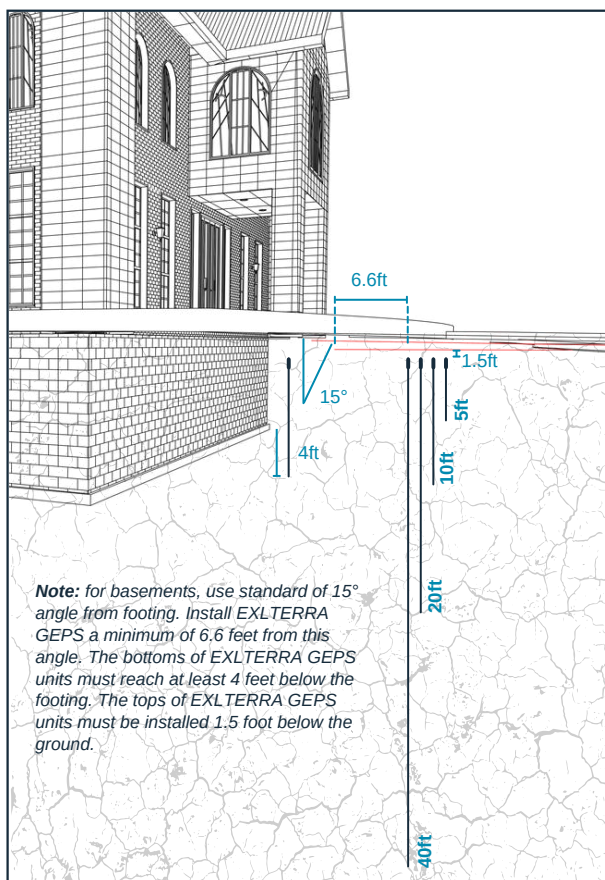 6.6ft
1.5ft
15°
5ft
4ft
10ft
20ft
Note: for basements, use standard of 15°
angle from footing. Install EXLTERRA
GEPS a minimum of 6.6 feet from this
angle. The bottoms of EXLTERRA GEPS
units must reach at least 4 feet below the
footing. The tops of EXLTERRA GEPS
units must be installed 1.5 foot below the
ground.
40ft